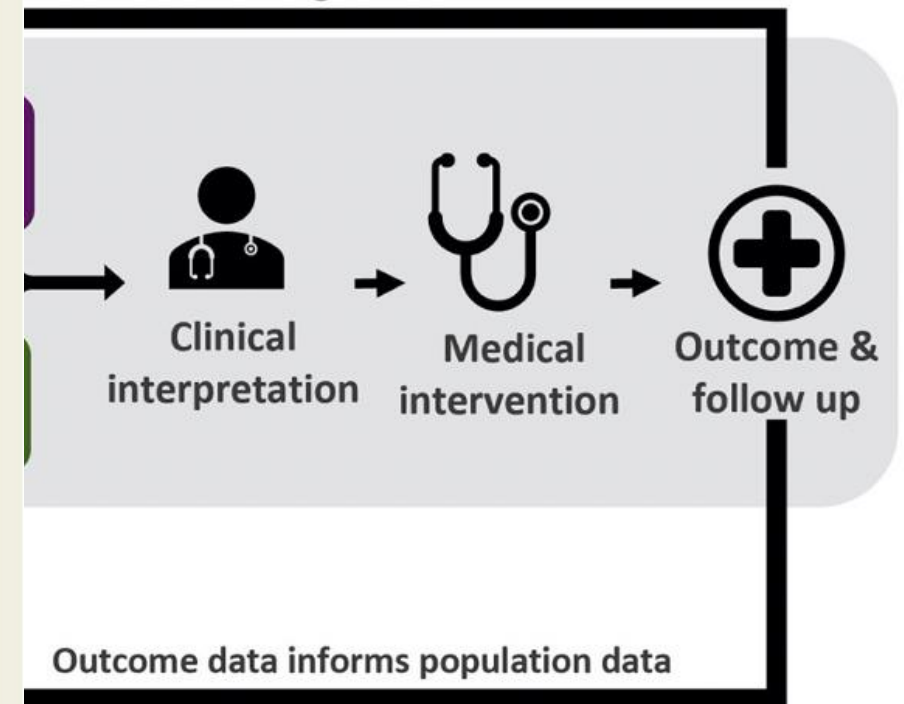 Clinical
interpretation
Medical
intervention
Outcome &
follow up
Outcome data informs population data